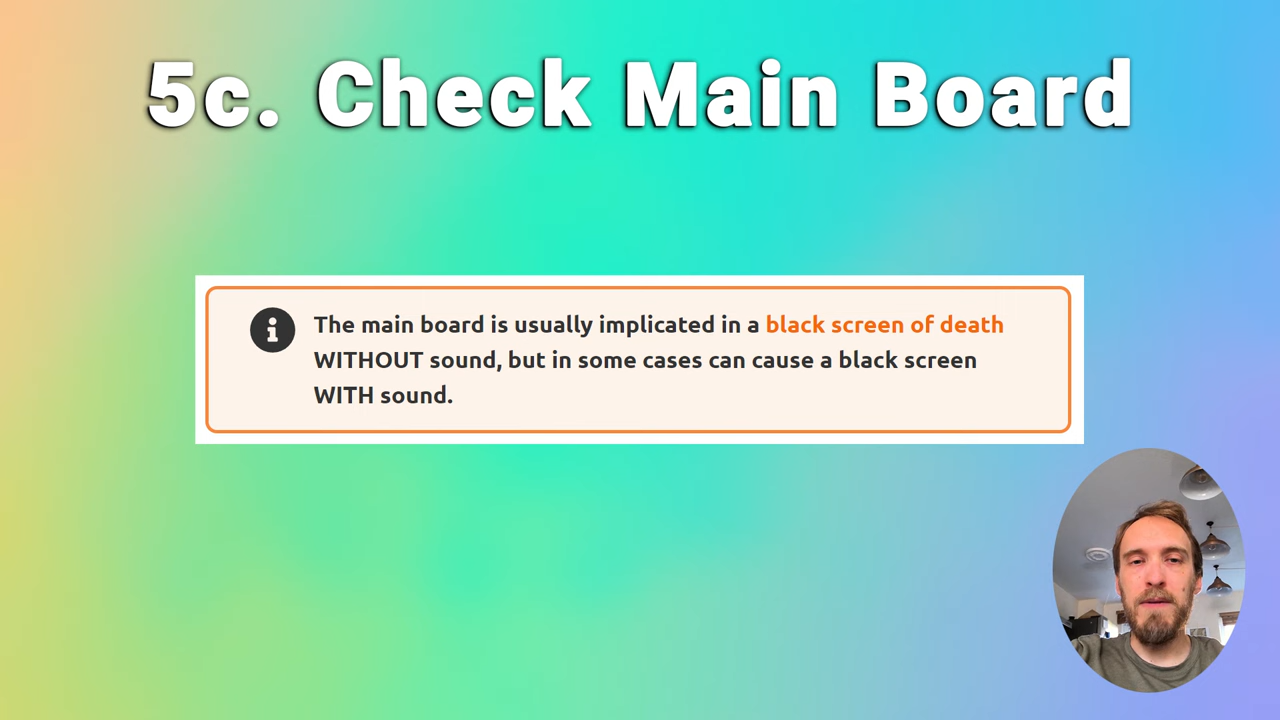 5c. Check Main Board
The main board is usually implicated in a black screen of death
WITHOUT sound, but in some cases can cause a black screen
WITH sound.